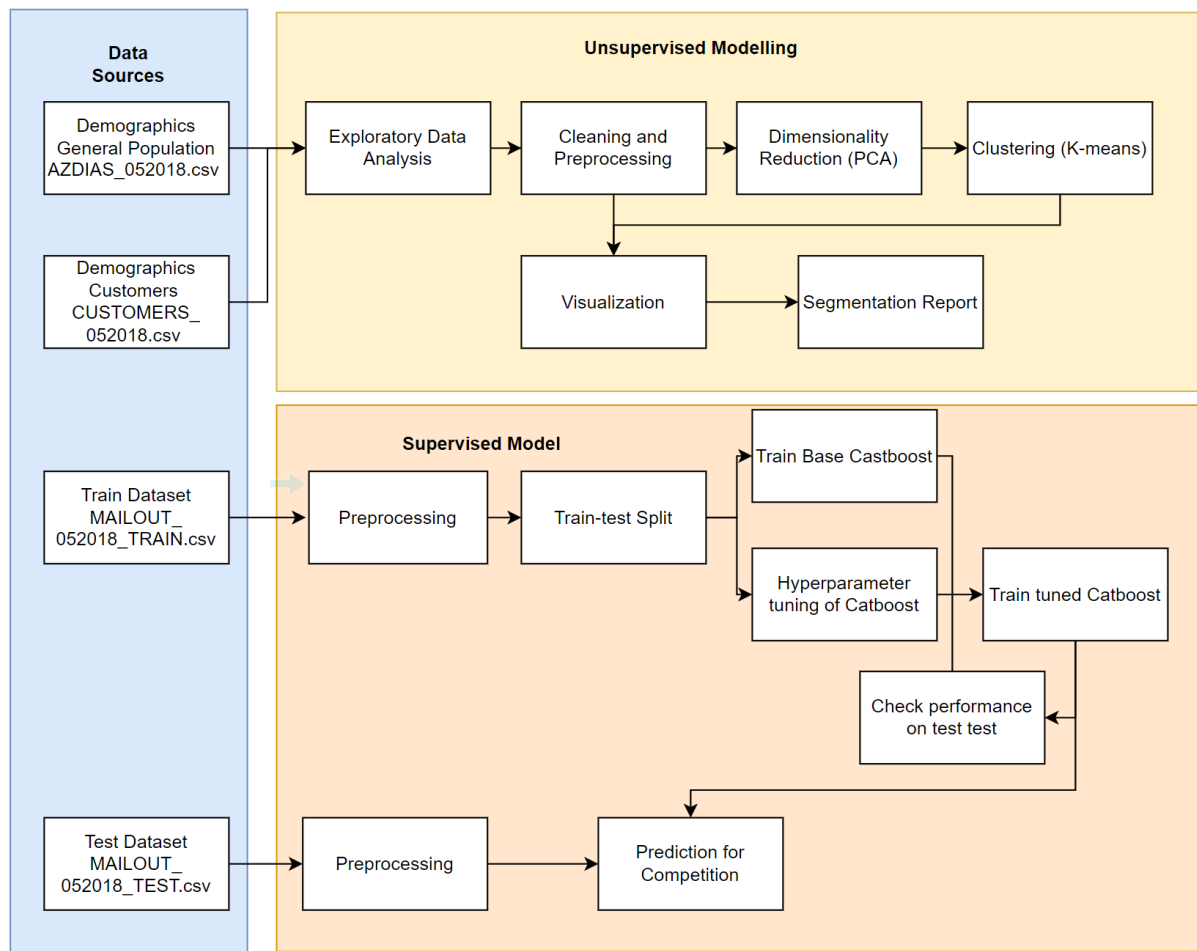 Data
Sources
Demographics
General Population
AZDIAS_052018.csv
Demographics
Customers
CUSTOMERS_
052018.csv
Train Dataset
MAILOUT_
052018_TRAIN.csv
Test Dataset
MAILOUT_
052018_TEST.csv
Unsupervised Modelling
Exploratory Data
Analysis
Cleaning and
Preprocessing
Dimensionality
Reduction (PCA)
Clustering (K-means)
Visualization
Segmentation Report
Supervised Model
Preprocessing
Train-test Split
Train Base Castboost
Hyperparameter
tuning of Catboost
Train tuned Catboost
Check performance
on test test
Preprocessing
Prediction for
Competition